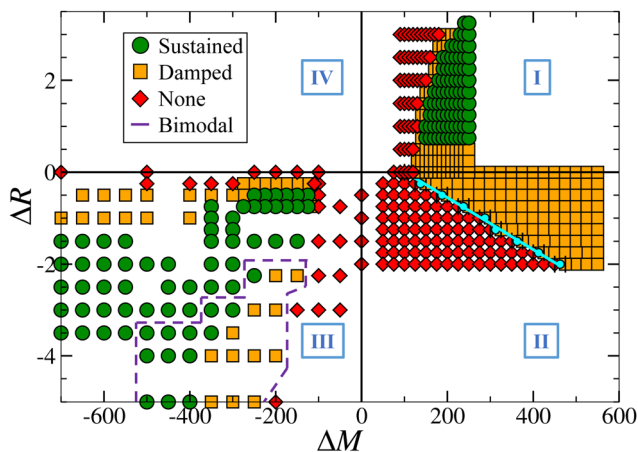 Sustained
Damped
None
Bimodal
IV
I
III
II
2
0
-2
-4
ΔR
-600
-400
-200
0
200
400
600
ΔM